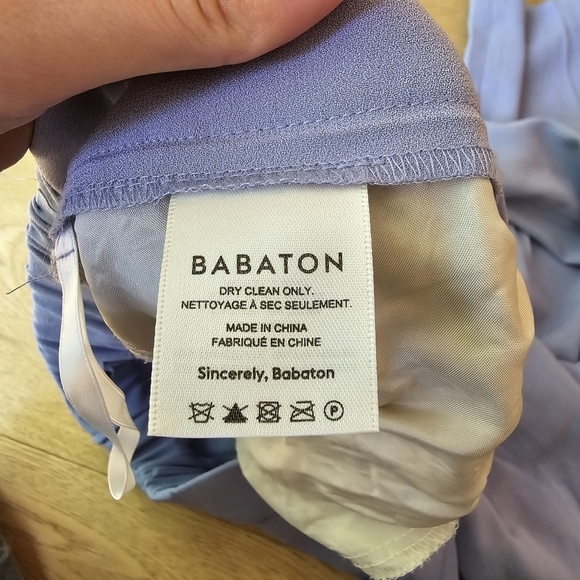 BABATON
DRY CLEAN ONLY.
NETTOYAGE À SEC SEULEMENT.
MADE IN CHINA
FABRIQUÉ EN CHINE
Sincerely, Babaton
P